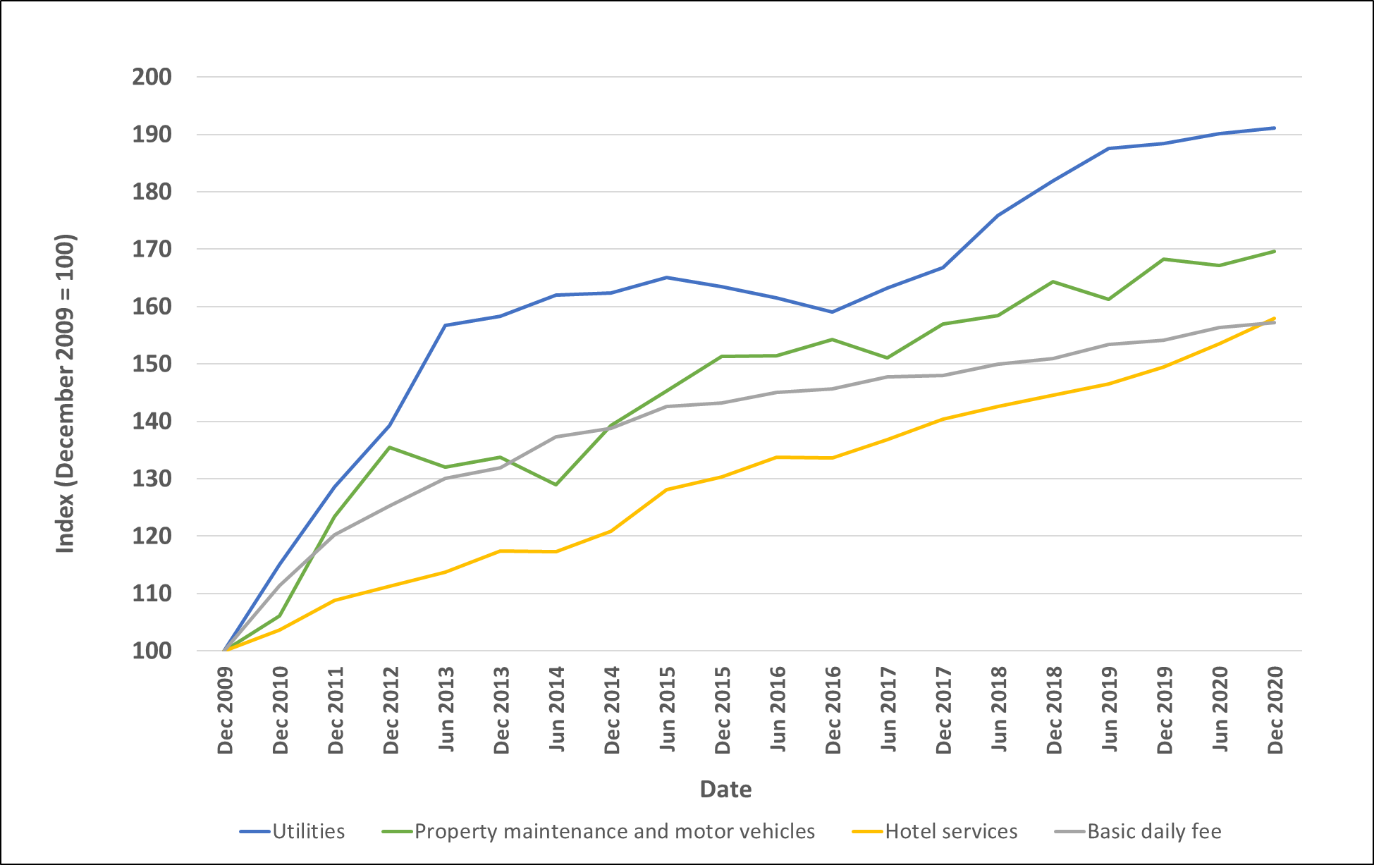 200
190
180
170
160
150
140
130
120
110
100
Index (December 2009 = 100)
Dec 2009
Dec 2010
Dec 2011
Dec 2012
Jun 2013
Dec 2013
Jun 2014
Dec 2014
Jun 2015
Dec 2015
Jun 2016
Dec 2016
Jun 2017
Dec 2017
Jun 2018
Dec 2018
Jun 2019
Dec 2019
Jun 2020
Dec 2020
Date
Utilities
Property maintenance and motor vehicles
Hotel services
Basic daily fee